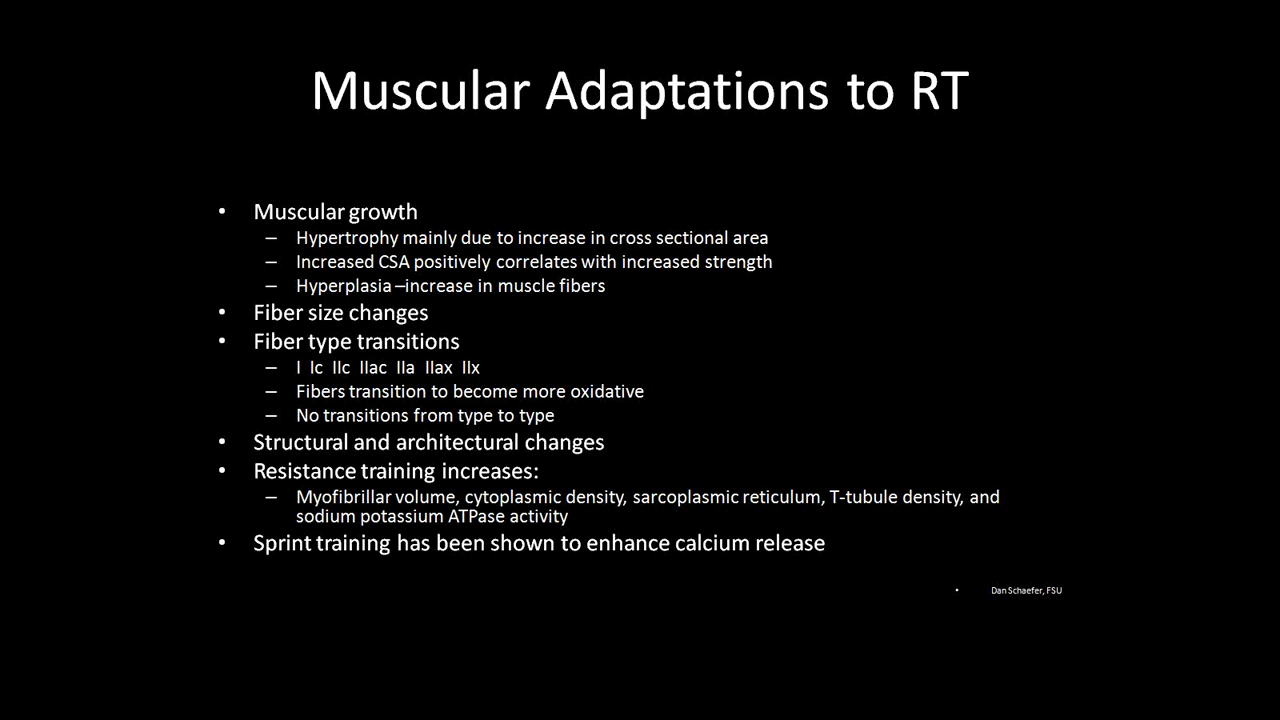 Muscular Adaptations to RT
• Muscular growth
– Hypertrophy mainly due to increase in cross sectional area
– Increased CSA positively correlates with increased strength
– Hyperplasia –increase in muscle fibers
• Fiber size changes
• Fiber type transitions
– I Ic IIc IIac IIa IIax IIx
– Fibers transition to become more oxidative
– No transitions from type to type
• Structural and architectural changes
• Resistance training increases:
– Myofibrillar volume, cytoplasmic density, sarcoplasmic reticulum, T-tubule density, and
sodium potassium ATPase activity
• Sprint training has been shown to enhance calcium release
• Dan Schaefer, FSU